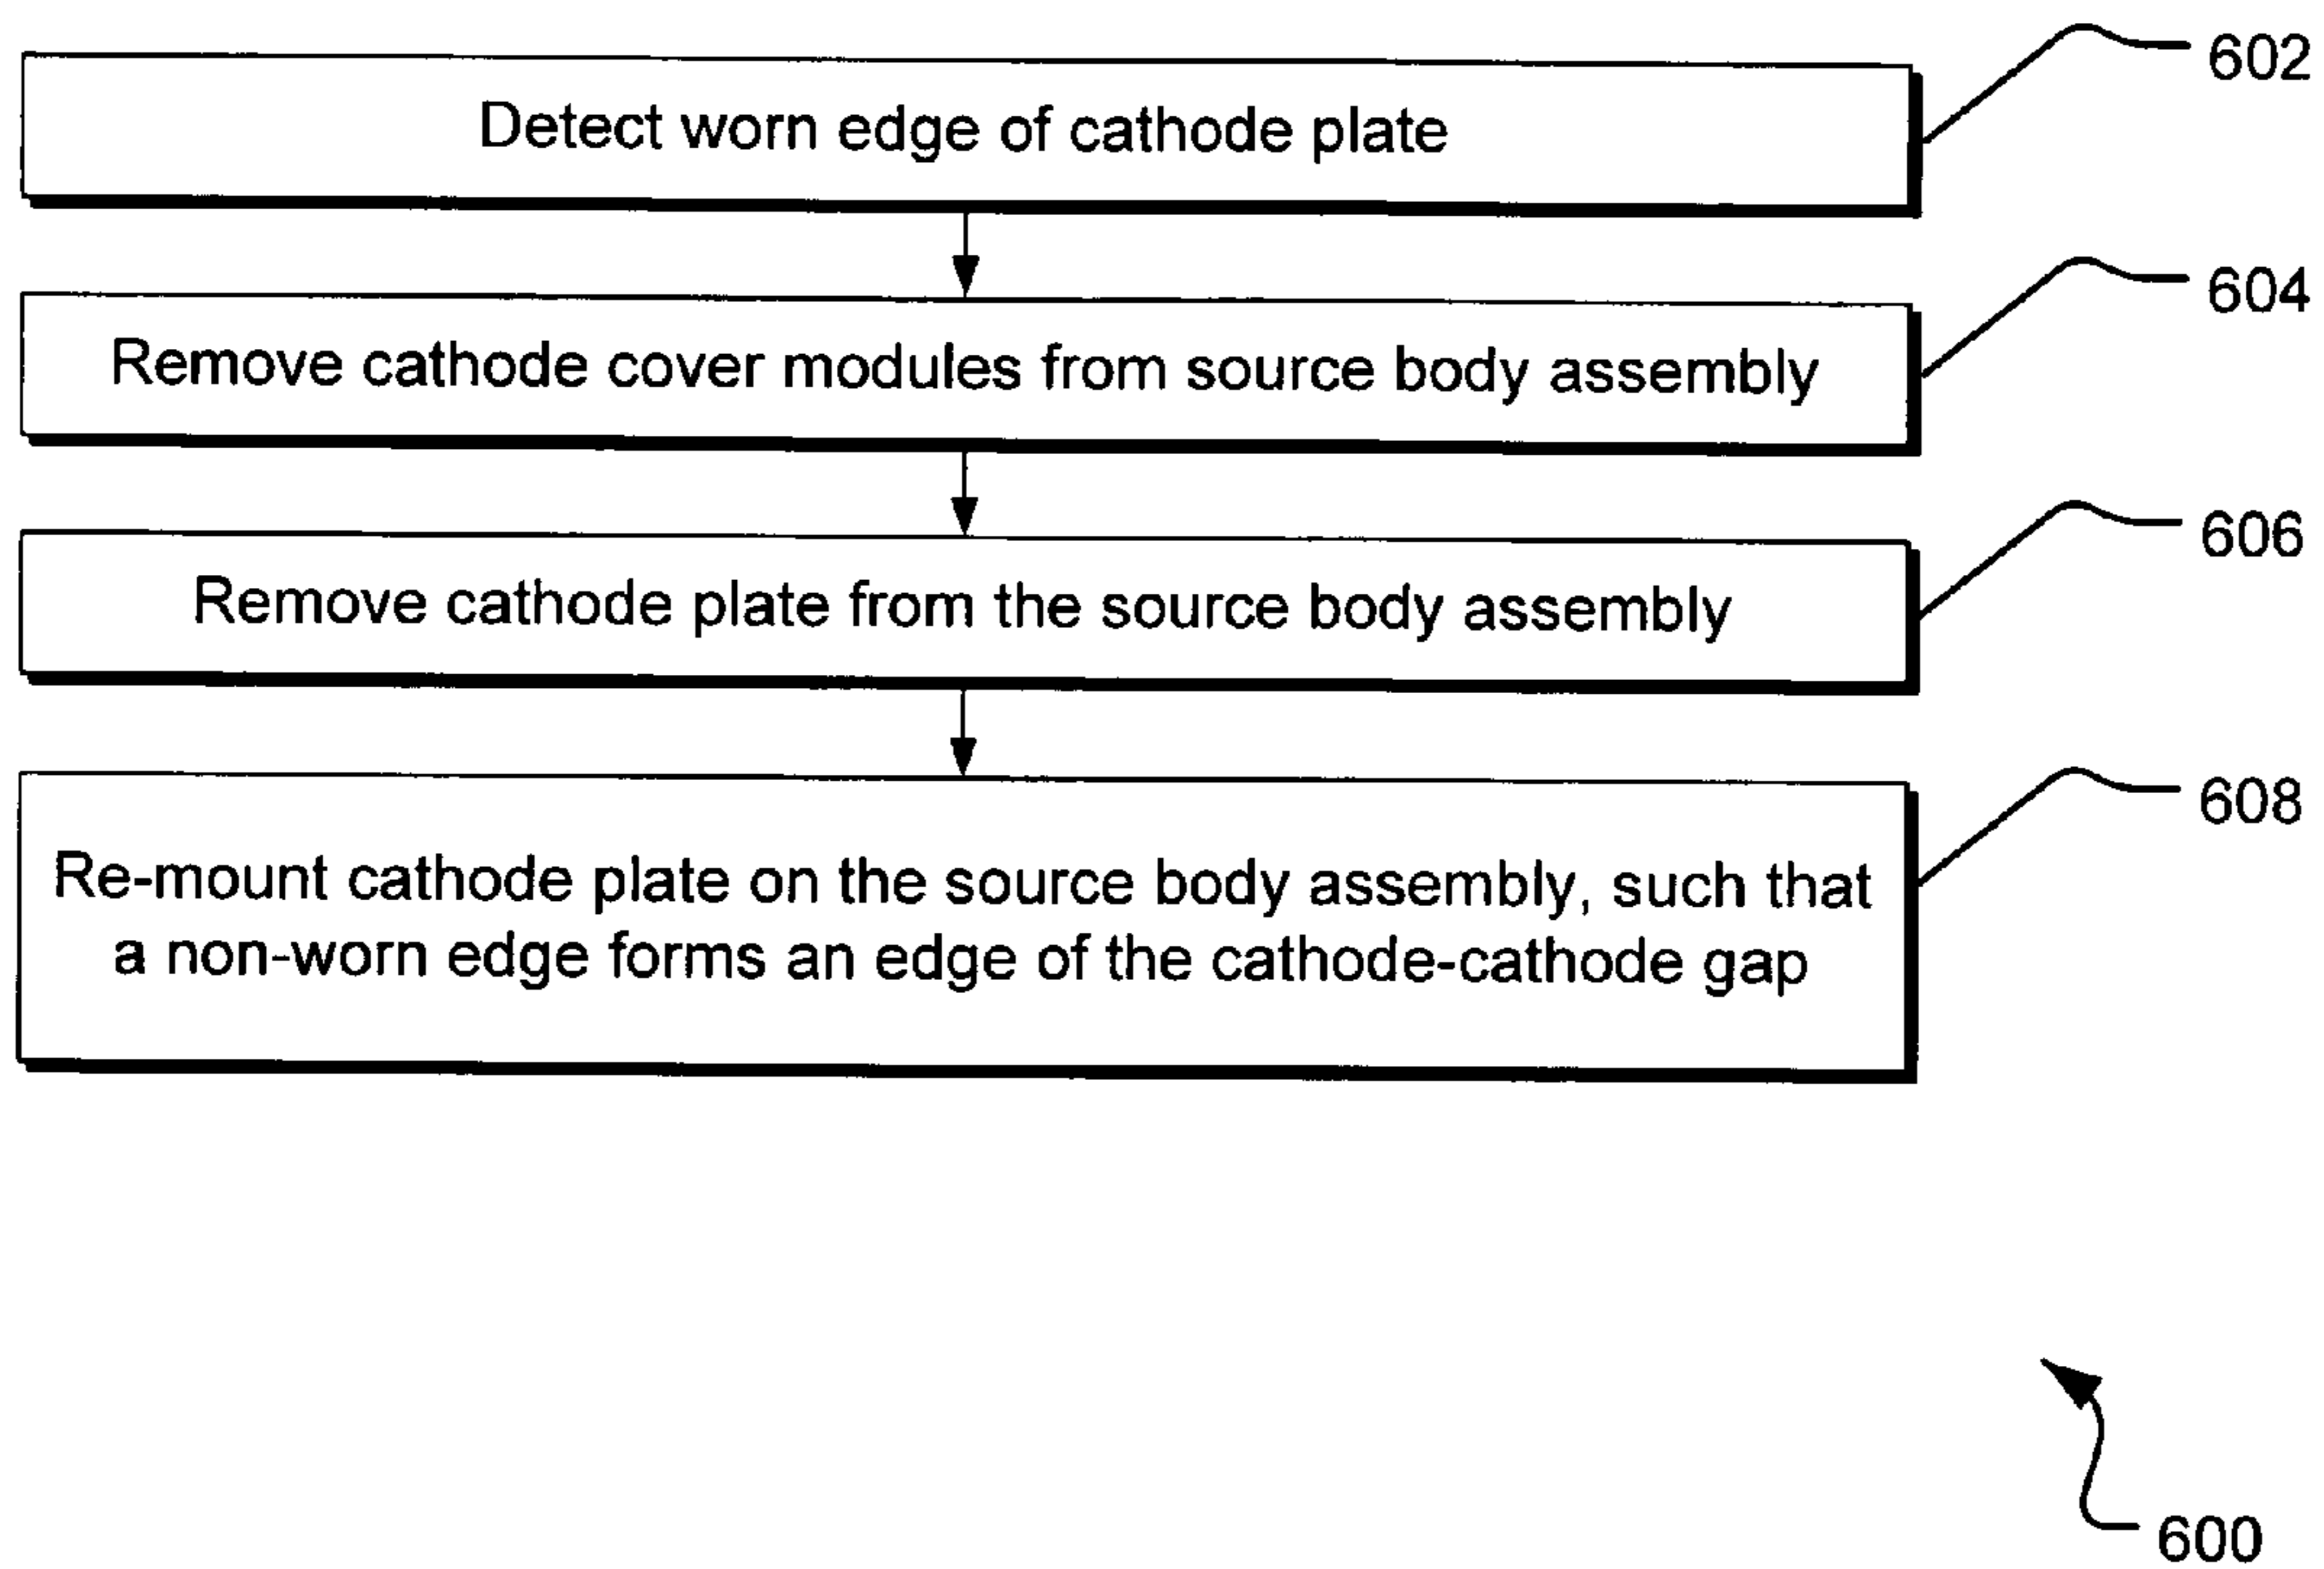 602
Detect worn edge of cathode plate
604
Remove cathode cover modules from source body assembly
606
Remove cathode plate from the source body assembly
608
Re-mount cathode plate on the source body assembly, such that
a non-worn edge forms an edge of the cathode-cathode gap
600